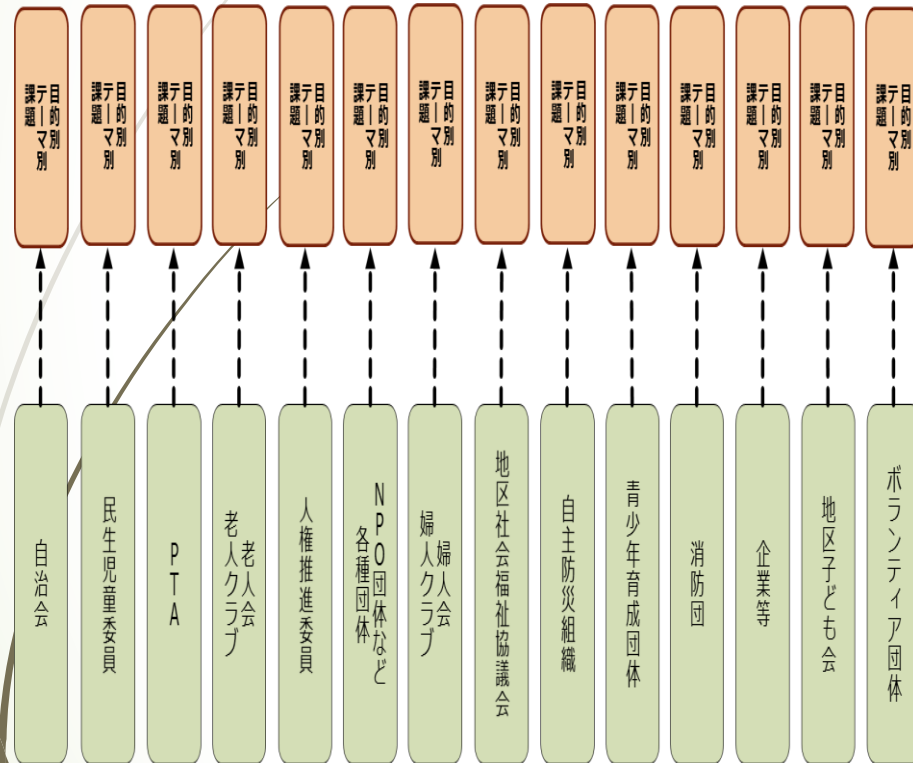 目的別
テーマ別
課題
目的別
テーマ別
課題
目的別
テーマ別
課題
目的別
テーマ別
課題
目的別
テーマ別
課題
目的別
テーマ別
課題
目的別
テーマ別
課題
目的別
テーマ別
課題
目的別
テーマ別
課題
目的別
テーマ別
課題
目的別
テーマ別
課題
目的別
テーマ別
課題
目的別
テーマ別
課題
目的別
テーマ別
課題
自治会
民生児童委員
PTA
老人会
老人クラブ
人権推進委員
NPO団体など
各種団体
婦人会
婦人クラブ
地区社会福祉協議会
自主防災組織
青少年育成団体
消防団
企業等
地区子ども会
ボランティア団体